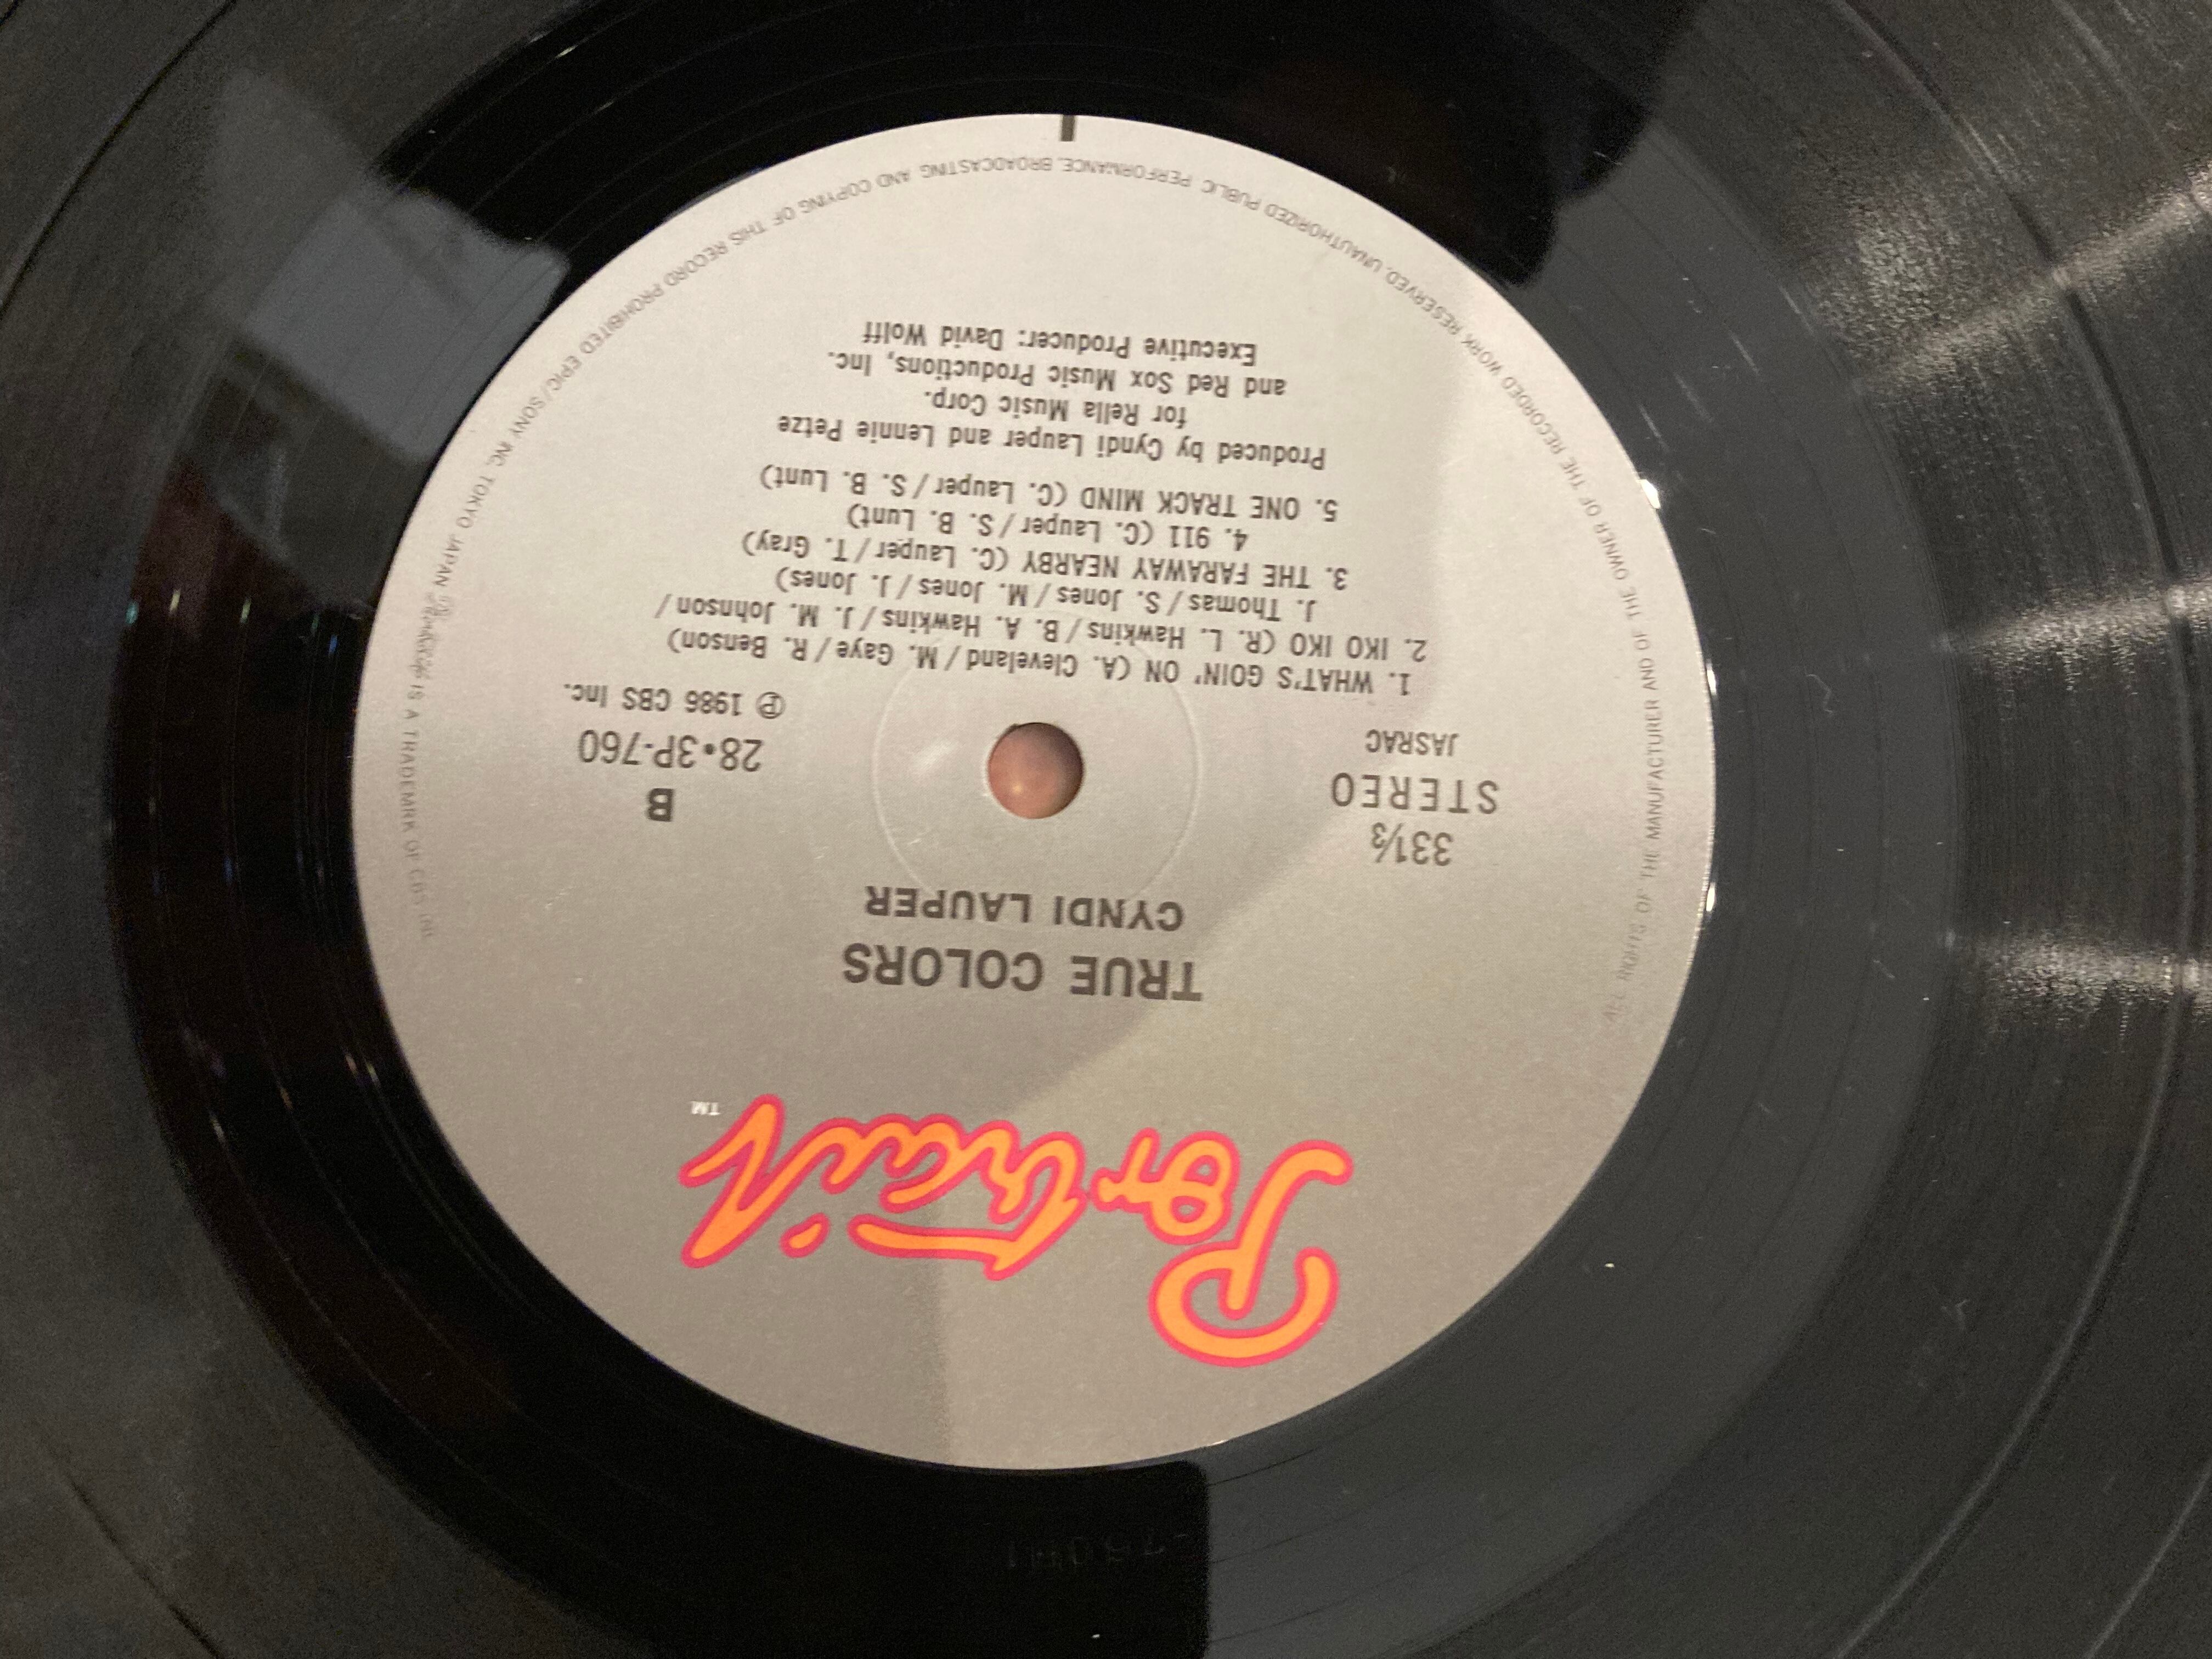 Portrait
TM
TRUE COLORS
CYNDI LAUPER
33⅓
STEREO
JASRAC
B
28•3P-760
Ⓟ 1986 CBS Inc.
1. WHAT'S GOIN' ON (A. Cleveland / M. Gaye / R. Benson)
2. IKO IKO (R. L. Hawkins / B. A. Hawkins / J. M. Johnson /
J. Thomas / S. Jones / M. Jones / J. Jones)
3. THE FARAWAY NEARBY (C. Lauper / T. Gray)
4. 911 (C. Lauper / S. B. Lunt)
5. ONE TRACK MIND (C. Lauper / S. B. Lunt)
Produced by Cyndi Lauper and Lennie Petze
for Rella Music Corp.
and Red Sox Music Productions, Inc.
Executive Producer: David Wolff
ALL RIGHTS OF THE MANUFACTURER AND OF THE OWNER OF THE RECORDED WORK RESERVED. UNAUTHORIZED PUBLIC PERFORMANCE. BROADCASTING AND COPYING OF THIS RECORD PROHIBITED EPIC/SONY INC. TOKYO JAPAN
IS A TRADEMRK OF CBS INC